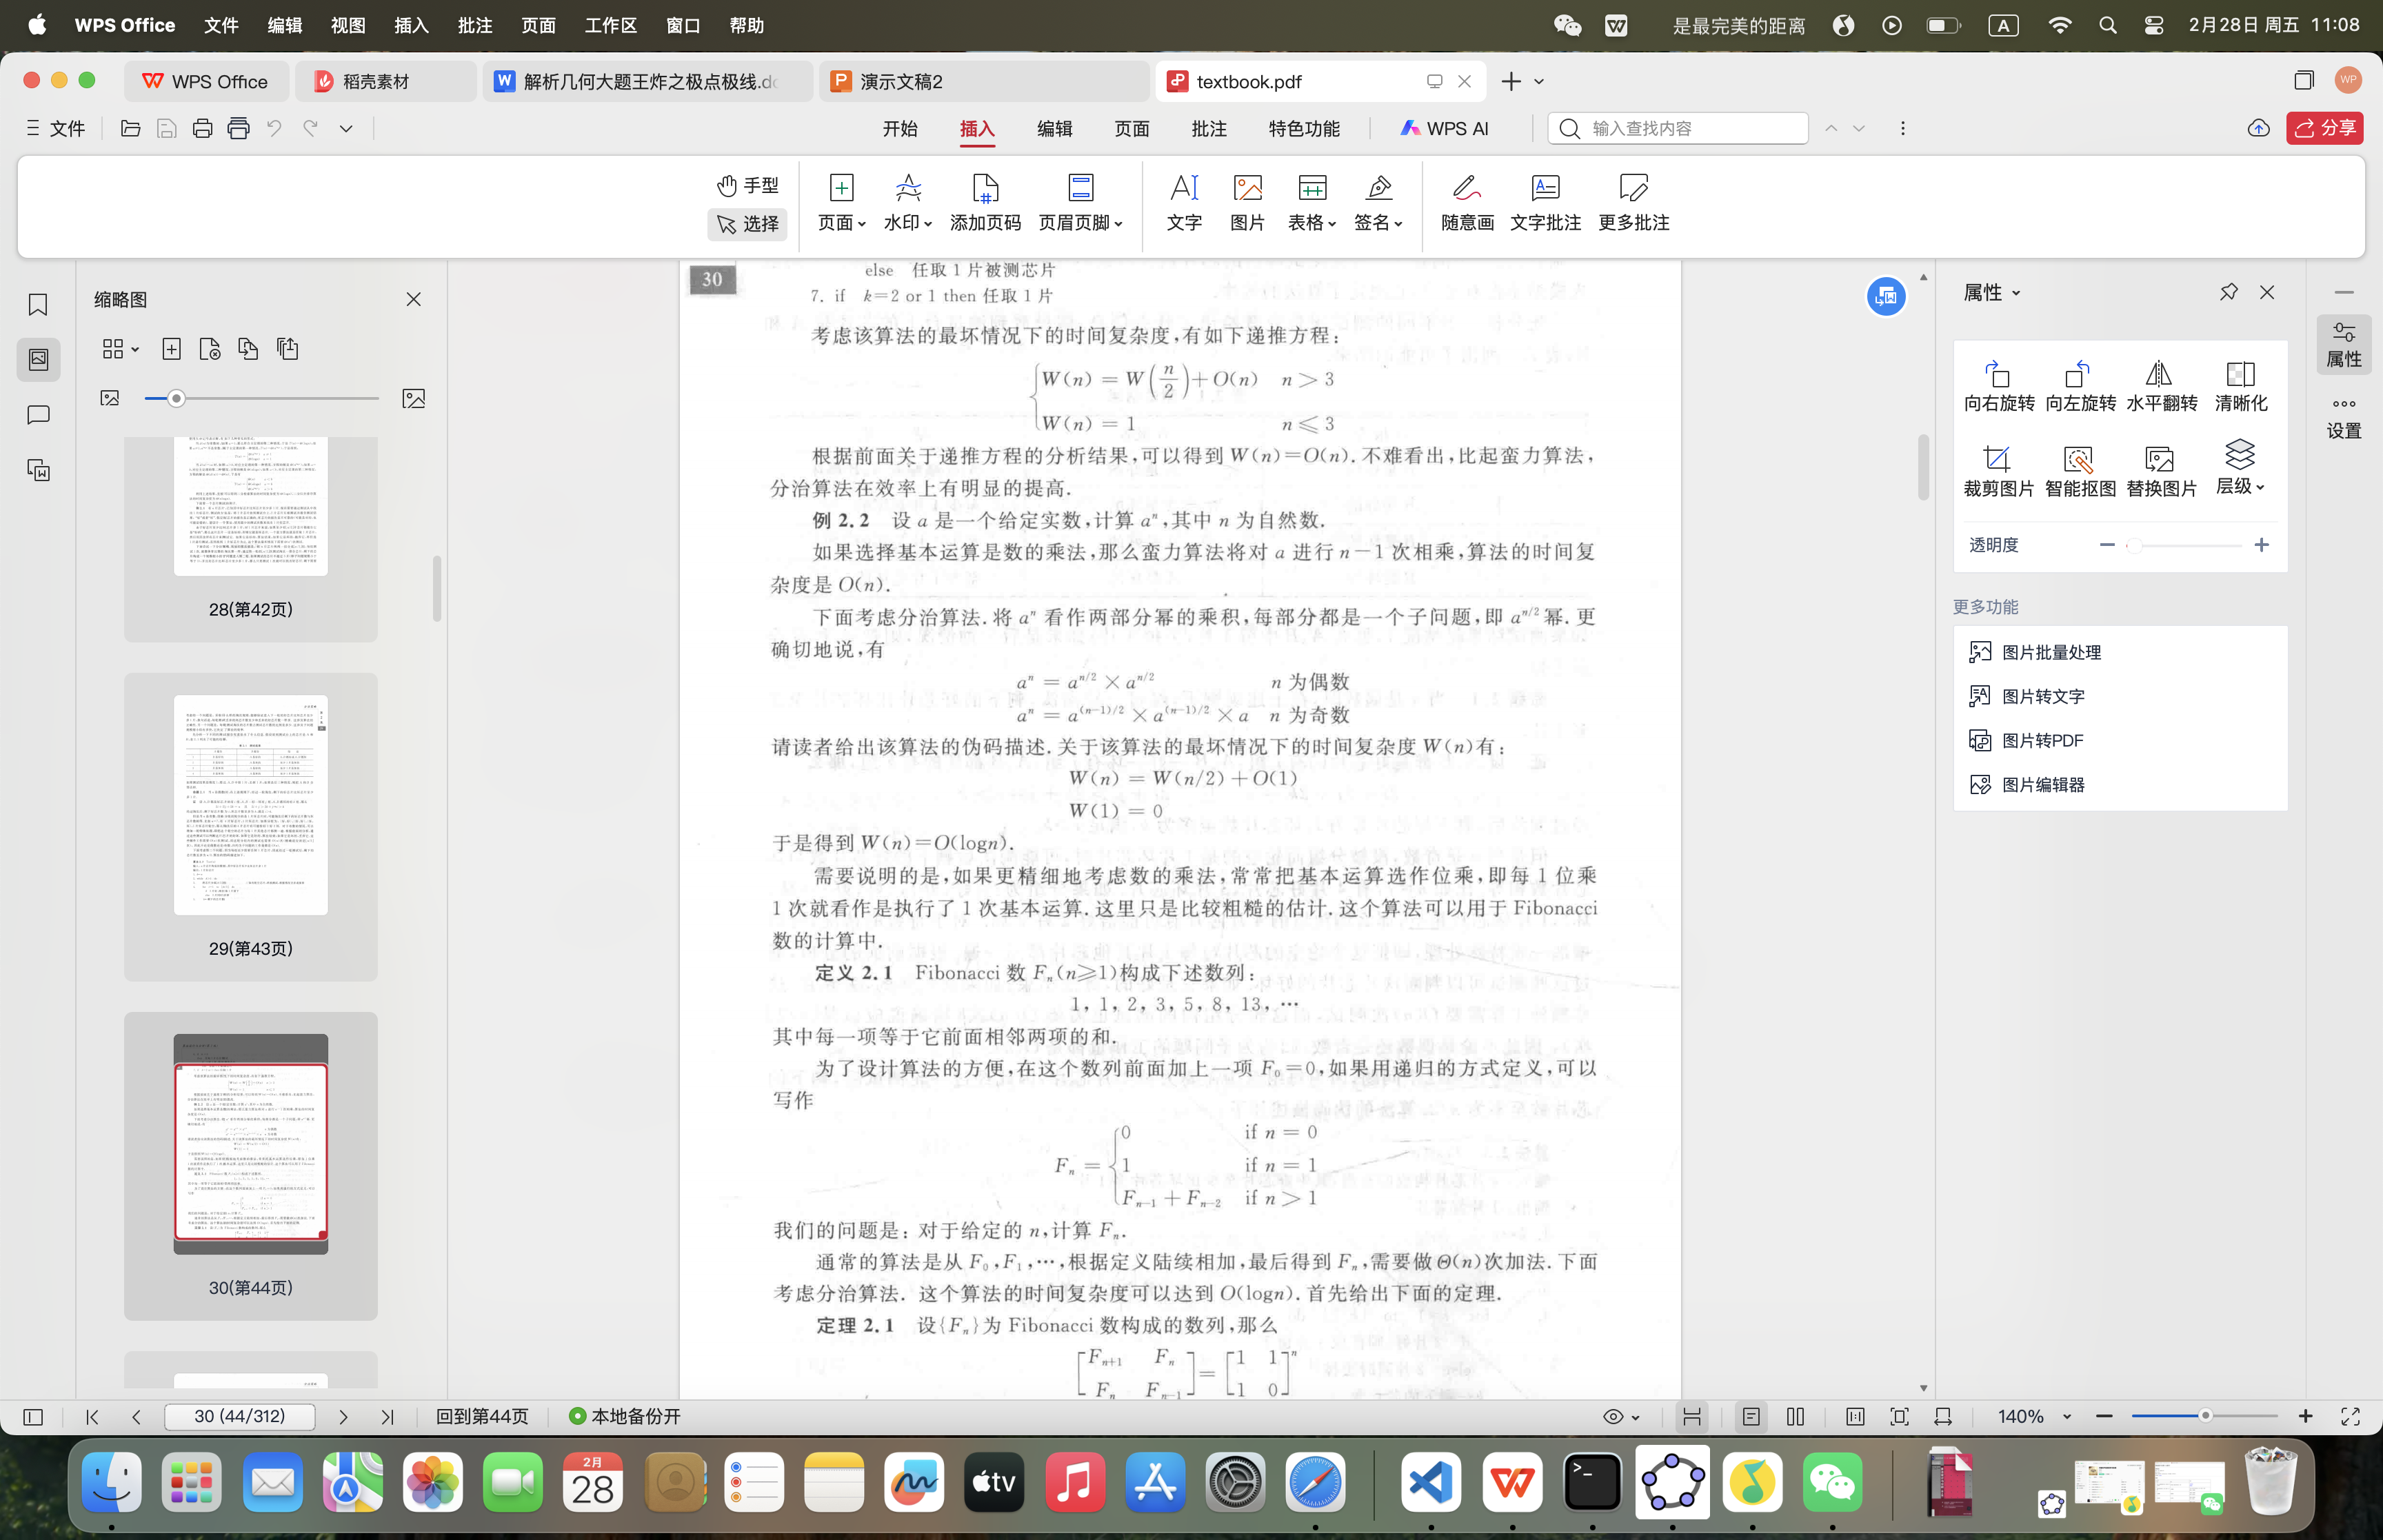 WPS Office 文件 编辑 视图 插入 批注 页面 工作区 窗口 帮助 是最完美的距离 A 2月28日 周五 11:08
WPS Office 稻壳素材 解析几何大题王炸之极点极线.dc 演示文稿2 textbook.pdf WP
文件 开始 插入 编辑 页面 批注 特色功能 WPS AI 输入查找内容 分享
手型
选择
页面 水印 添加页码 页眉页脚 文字 图片 表格 签名 随意画 文字批注 更多批注
缩略图
28(第42页)
29(第43页)
30(第44页)
30
else 任取 1 片被测芯片
7. if k=2 or 1 then 任取 1 片
考虑该算法的最坏情况下的时间复杂度,有如下递推方程:
W(n) = W(n/2)+O(n) n > 3
W(n) = 1 n ≤ 3
根据前面关于递推方程的分析结果,可以得到 W(n)=O(n).不难看出,比起蛮力算法,
分治算法在效率上有明显的提高.
例 2.2 设 a 是一个给定实数,计算 aⁿ,其中 n 为自然数.
如果选择基本运算是数的乘法,那么蛮力算法将对 a 进行 n−1 次相乘,算法的时间复
杂度是 O(n).
下面考虑分治算法.将 aⁿ 看作两部分幂的乘积,每部分都是一个子问题,即 a^{n/2} 幂.更
确切地说,有
aⁿ = a^{n/2} × a^{n/2} n 为偶数
aⁿ = a^{(n−1)/2} × a^{(n−1)/2} × a n 为奇数
请读者给出该算法的伪码描述.关于该算法的最坏情况下的时间复杂度 W(n)有:
W(n) = W(n/2)+O(1)
W(1) = 0
于是得到 W(n)=O(logn).
需要说明的是,如果更精细地考虑数的乘法,常常把基本运算选作位乘,即每 1 位乘
1 次就看作是执行了 1 次基本运算.这里只是比较粗糙的估计.这个算法可以用于 Fibonacci
数的计算中.
定义 2.1 Fibonacci 数 Fₙ(n≥1)构成下述数列:
1, 1, 2, 3, 5, 8, 13, ⋯
其中每一项等于它前面相邻两项的和.
为了设计算法的方便,在这个数列前面加上一项 F₀=0,如果用递归的方式定义,可以
写作
0 if n = 0
Fₙ = 1 if n = 1
Fₙ₋₁ + Fₙ₋₂ if n > 1
我们的问题是: 对于给定的 n,计算 Fₙ.
通常的算法是从 F₀,F₁,⋯,根据定义陆续相加,最后得到 Fₙ,需要做 Θ(n)次加法.下面
考虑分治算法. 这个算法的时间复杂度可以达到 O(logn).首先给出下面的定理.
定理 2.1 设{Fₙ}为 Fibonacci 数构成的数列,那么
[Fₙ₊₁ Fₙ] = [1 1]ⁿ
[Fₙ Fₙ₋₁] [1 0]
属性
向右旋转 向左旋转 水平翻转 清晰化
裁剪图片 智能抠图 替换图片 层级
透明度
更多功能
图片批量处理
图片转文字
图片转PDF
图片编辑器
属性
设置
30 (44/312) 回到第44页 本地备份开 140%
2月
28
tv